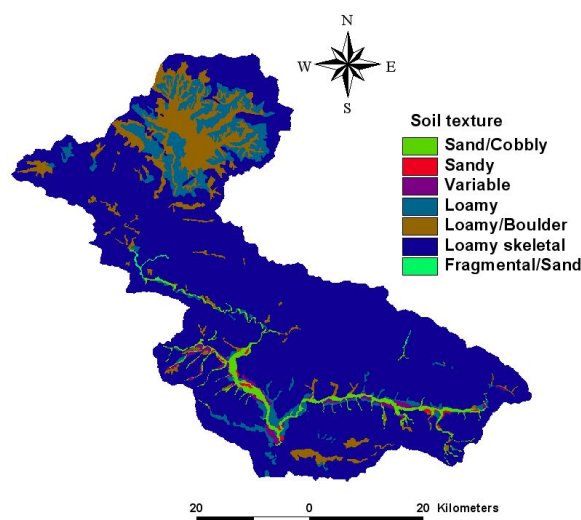 N
W E
S
Soil texture
Sand/Cobbly
Sandy
Variable
Loamy
Loamy/Boulder
Loamy skeletal
Fragmental/Sand
20 0 20 Kilometers